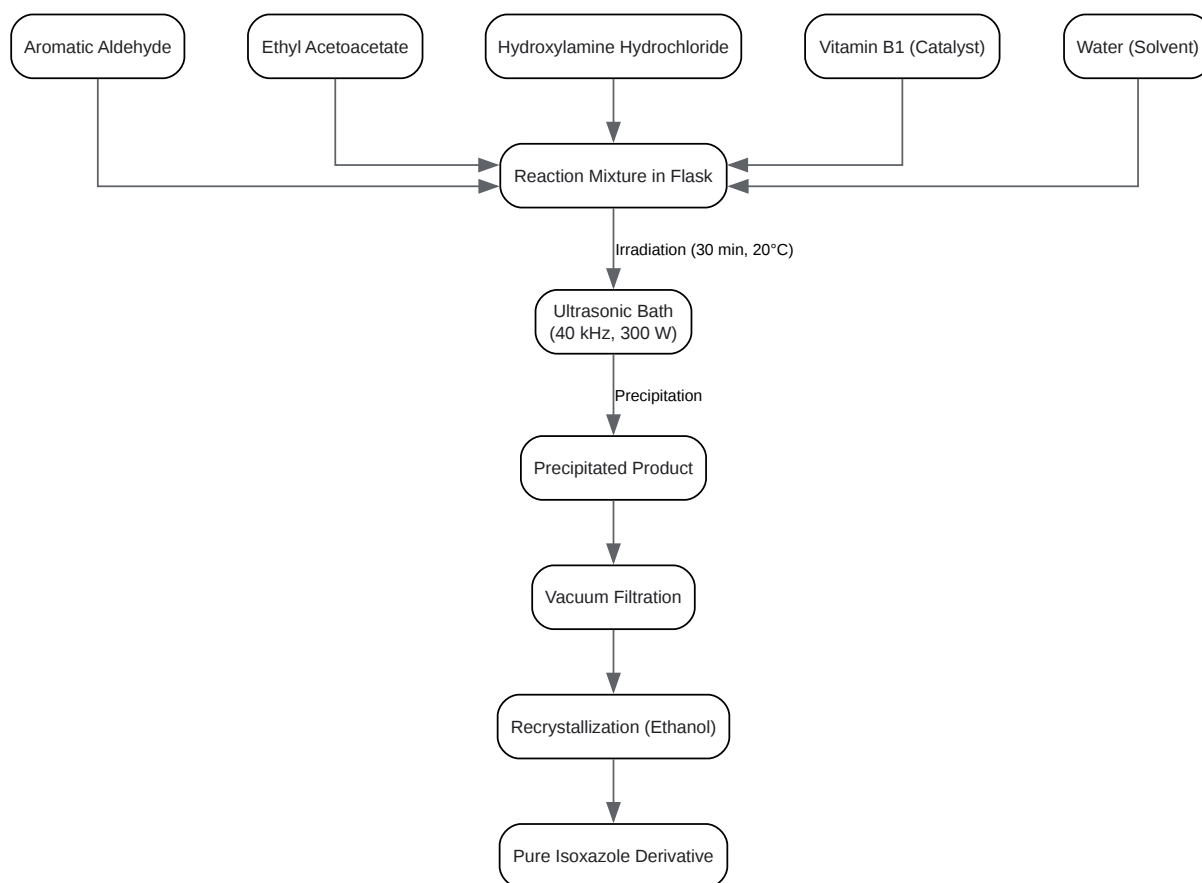 Aromatic Aldehyde
Ethyl Acetoacetate
Hydroxylamine Hydrochloride
Vitamin B1 (Catalyst)
Water (Solvent)
Reaction Mixture in Flask
Irradiation (30 min, 20°C)
Ultrasonic Bath
(40 kHz, 300 W)
Precipitation
Precipitated Product
Vacuum Filtration
Recrystallization (Ethanol)
Pure Isoxazole Derivative